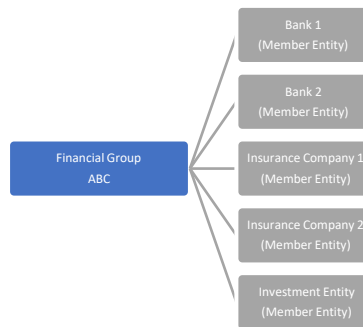 Bank 1
(Member Entity)
Bank 2
(Member Entity)
Financial Group
ABC
Insurance Company 1
(Member Entity)
Insurance Company 2
(Member Entity)
Investment Entity
(Member Entity)